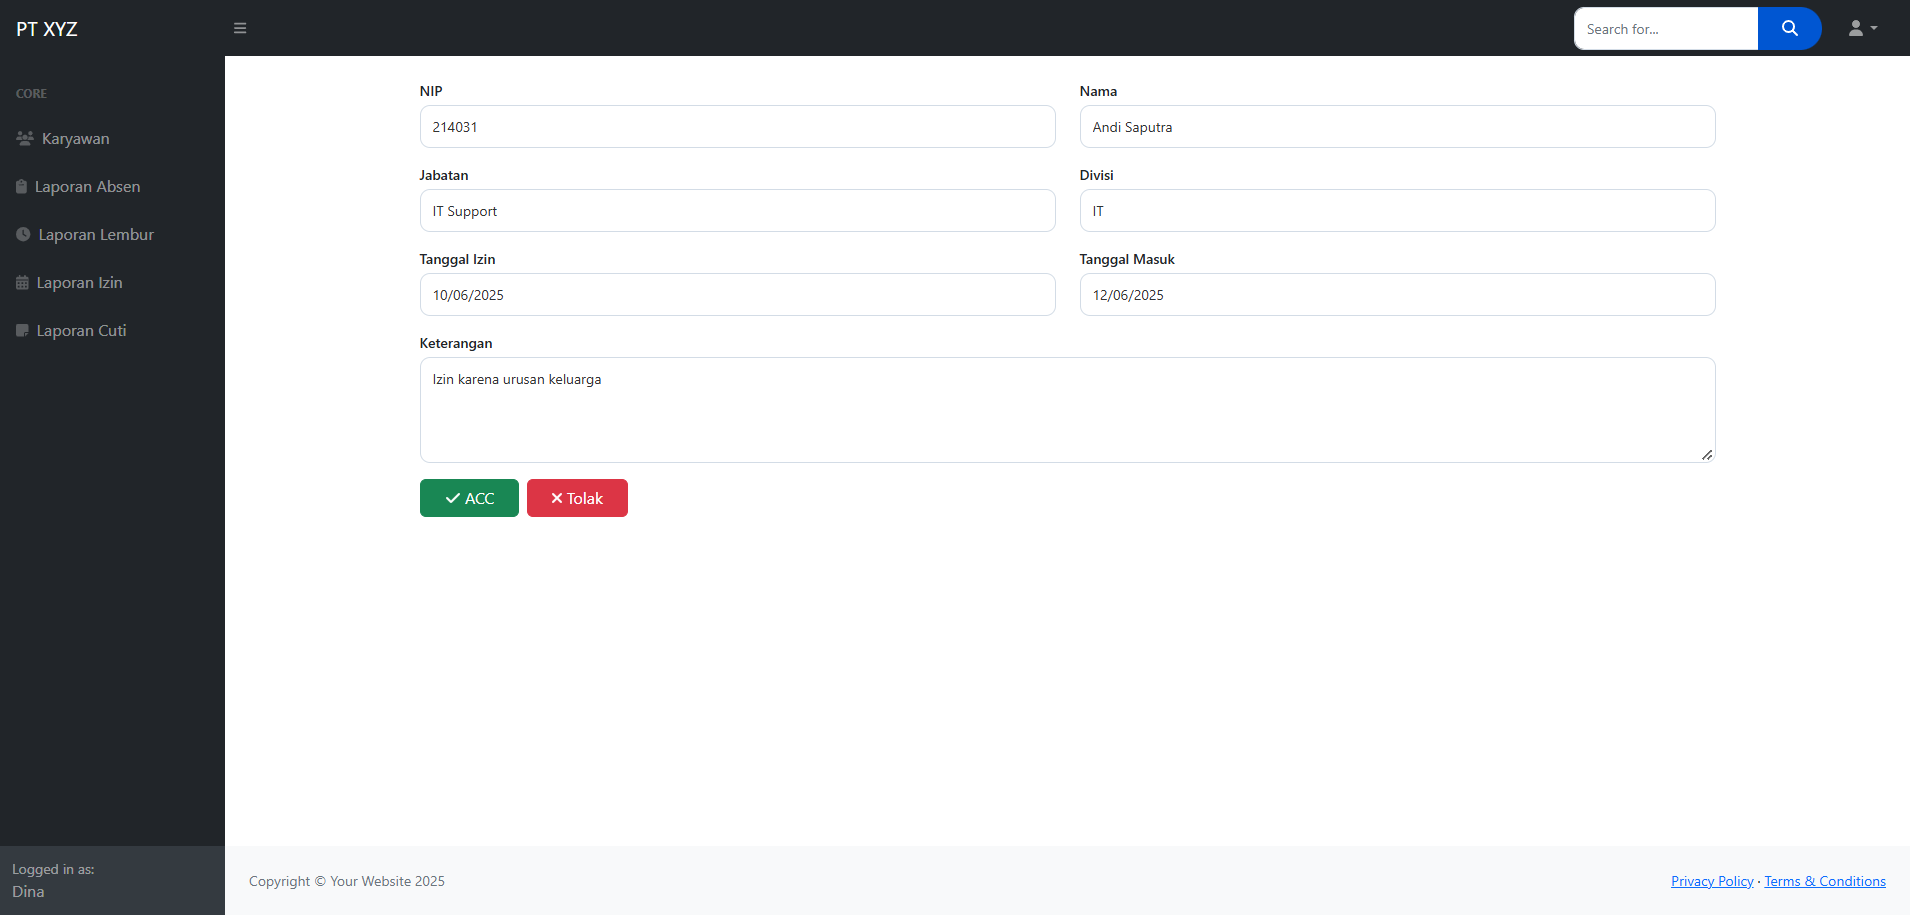 PT XYZ
Search for...
CORE
Karyawan
Laporan Absen
Laporan Lembur
Laporan Izin
Laporan Cuti
Logged in as:
Dina
NIP
214031
Nama
Andi Saputra
Jabatan
IT Support
Divisi
IT
Tanggal Izin
10/06/2025
Tanggal Masuk
12/06/2025
Keterangan
Izin karena urusan keluarga
ACC
Tolak
Copyright © Your Website 2025
Privacy Policy · Terms & Conditions